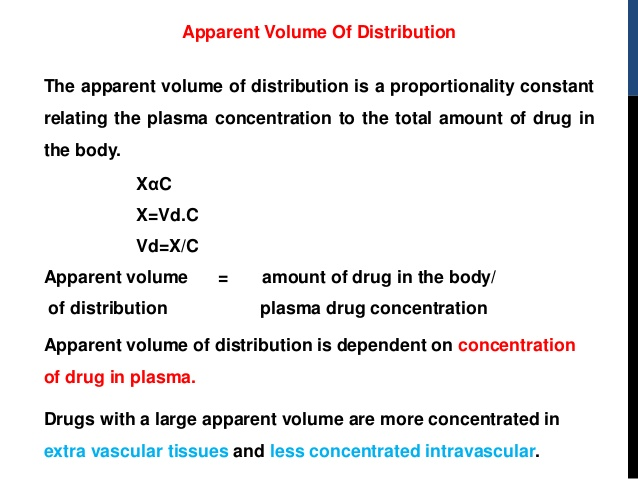 Apparent Volume Of Distribution
The apparent volume of distribution is a proportionality constant
relating the plasma concentration to the total amount of drug in
the body.
XαC
X=Vd.C
Vd=X/C
Apparent volume = amount of drug in the body/
of distribution plasma drug concentration
Apparent volume of distribution is dependent on concentration
of drug in plasma.
Drugs with a large apparent volume are more concentrated in
extra vascular tissues and less concentrated intravascular.